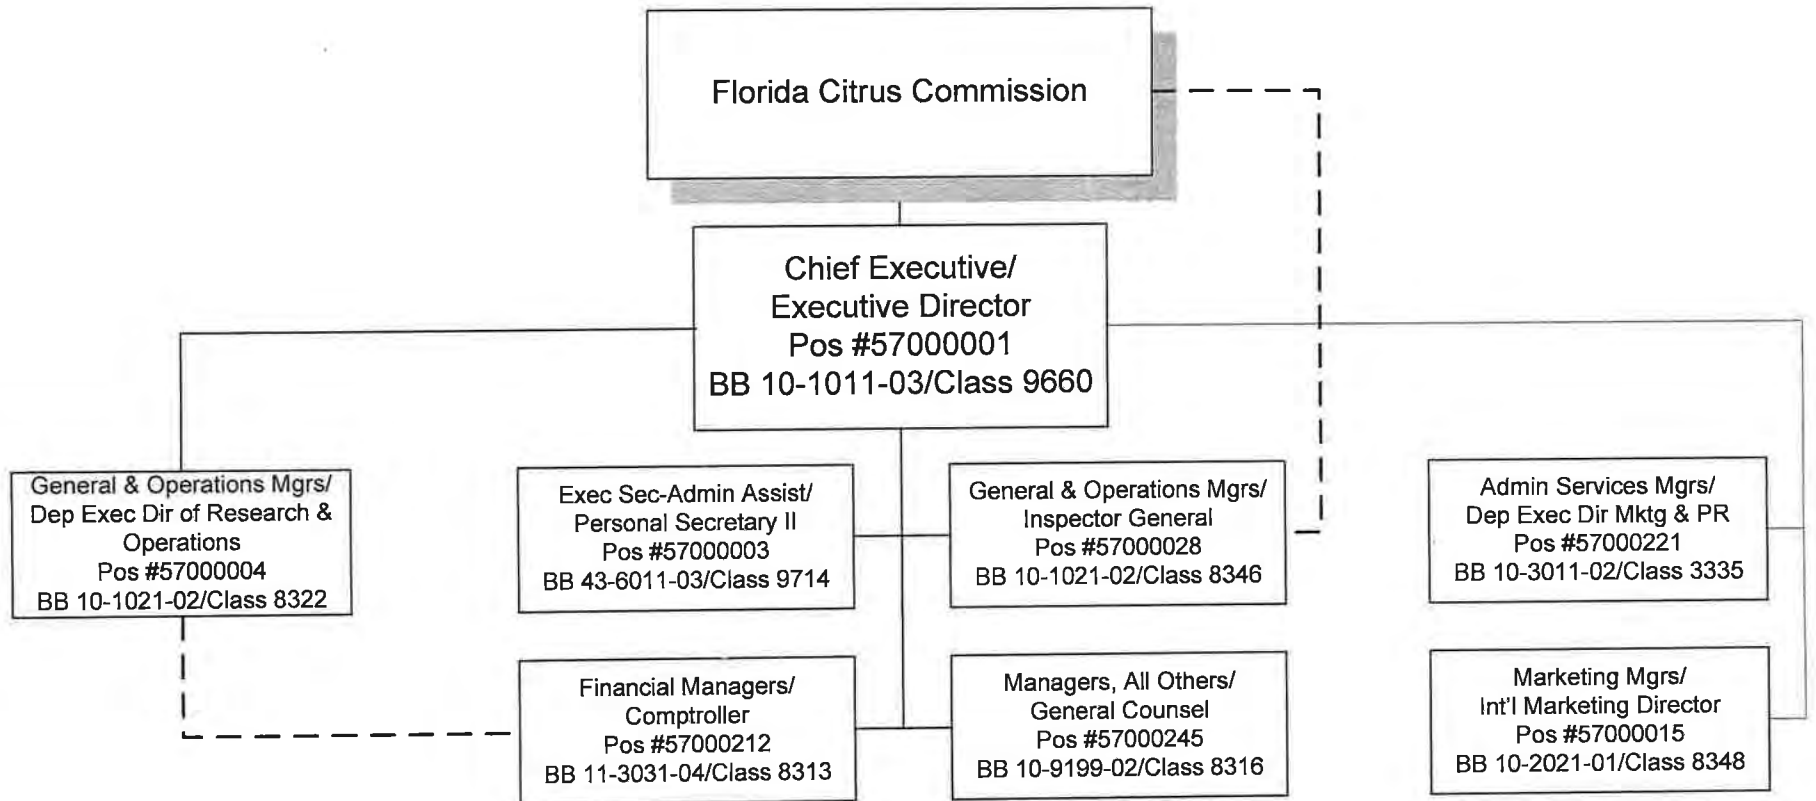 Florida Citrus Commission
Chief Executive/
Executive Director
Pos #57000001
BB 10-1011-03/Class 9660
General & Operations Mgrs/
Dep Exec Dir of Research &
Operations
Pos #57000004
BB 10-1021-02/Class 8322
Exec Sec-Admin Assist/
Personal Secretary II
Pos #57000003
BB 43-6011-03/Class 9714
General & Operations Mgrs/
Inspector General
Pos #57000028
BB 10-1021-02/Class 8346
Admin Services Mgrs/
Dep Exec Dir Mktg & PR
Pos #57000221
BB 10-3011-02/Class 3335
Financial Managers/
Comptroller
Pos #57000212
BB 11-3031-04/Class 8313
Managers, All Others/
General Counsel
Pos #57000245
BB 10-9199-02/Class 8316
Marketing Mgrs/
Int'l Marketing Director
Pos #57000015
BB 10-2021-01/Class 8348